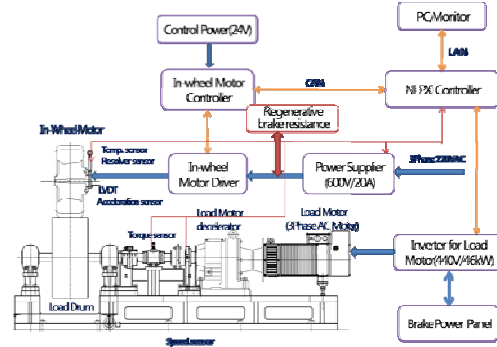 PC/Monitor
Control Power(24V)
LAN
In-wheel Motor
Controller
CAN
NI PXI Controller
Regenerative
brake resistance
In-Wheel Motor
Temp. sensor
Resolver sensor
In-wheel
Motor Driver
Power Supplier
(600V/20A)
3Phase 220VAC
LVDT
Acceleration sensor
Load Motor
decelerator
Load Motor
(3Phase AC Motor)
Torque sensor
Inverter for Load
Motor(440V/46kW)
Load Drum
Brake Power Panel
Speed sensor